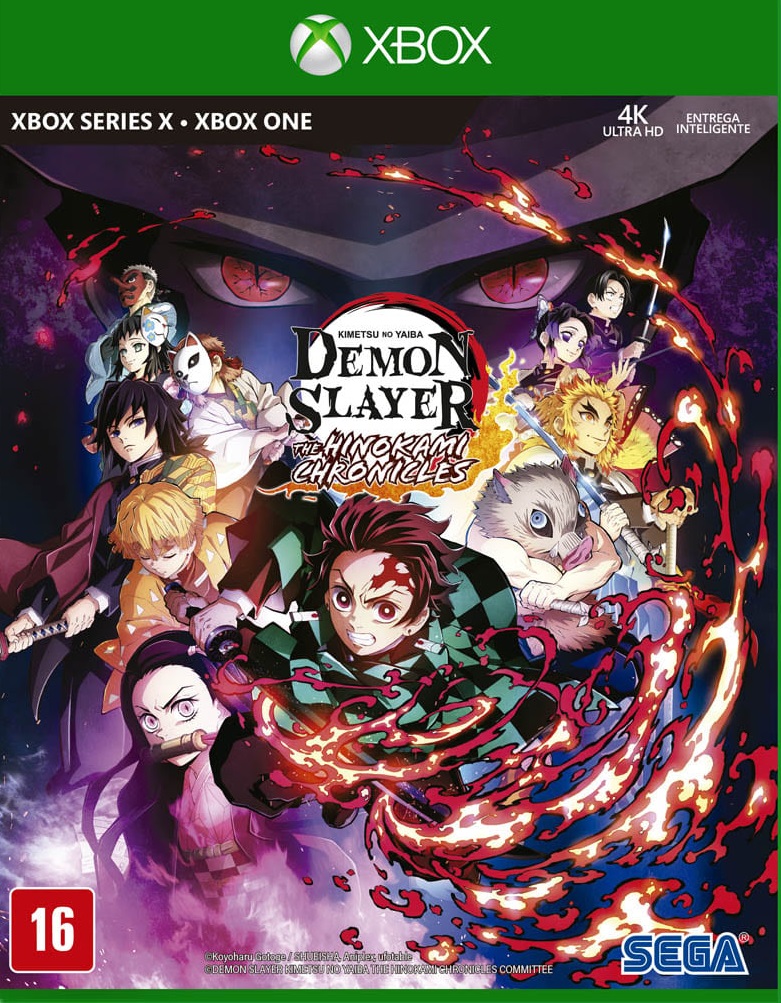 XBOX
XBOX SERIES X • XBOX ONE
4K
ULTRA HD
ENTREGA
INTELIGENTE
KIMETSU NO YAIBA
DEMON
SLAYER
THE HINOKAMI
CHRONICLES
16
©Koyoharu Gotoge / SHUEISHA, Aniplex, ufotable
©DEMON SLAYER KIMETSU NO YAIBA THE HINOKAMI CHRONICLES COMMITTEE
SEGA®